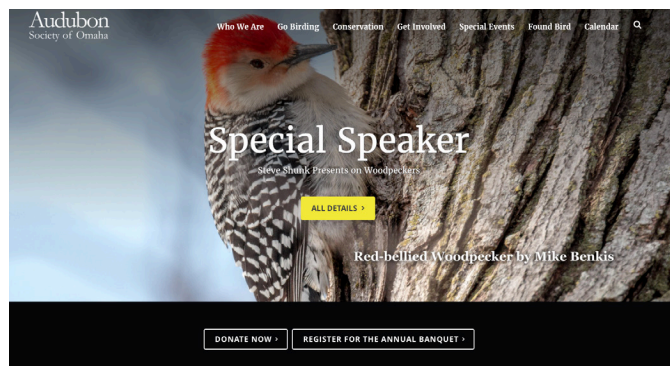 Audubon
Society of Omaha
Who We Are Go Birding Conservation Get Involved Special Events Found Bird Calendar
Special Speaker
Steve Shunk Presents on Woodpeckers
ALL DETAILS >
Red-bellied Woodpecker by Mike Benkis
DONATE NOW > REGISTER FOR THE ANNUAL BANQUET >